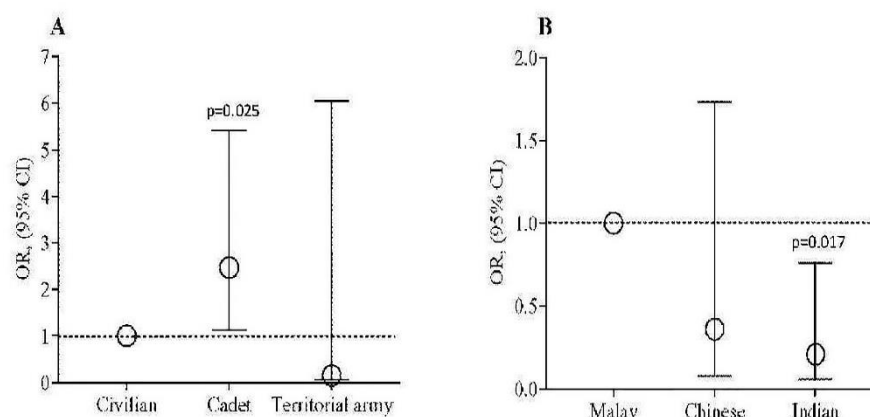 A
OR, (95% CI)
7
6
5
4
3
2
1
0
p=0.025
Civilian Cadet Territorial army
B
OR, (95% CI)
2.0
1.5
1.0
0.5
0.0
p=0.017
Malay Chinese Indian